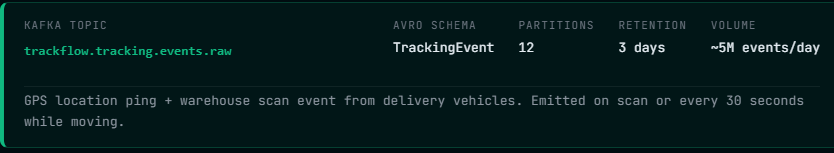 KAFKA TOPIC AVRO SCHEMA PARTITIONS RETENTION VOLUME
trackflow.tracking.events.raw TrackingEvent 12 3 days ~5M events/day
GPS location ping + warehouse scan event from delivery vehicles. Emitted on scan or every 30 seconds
while moving.